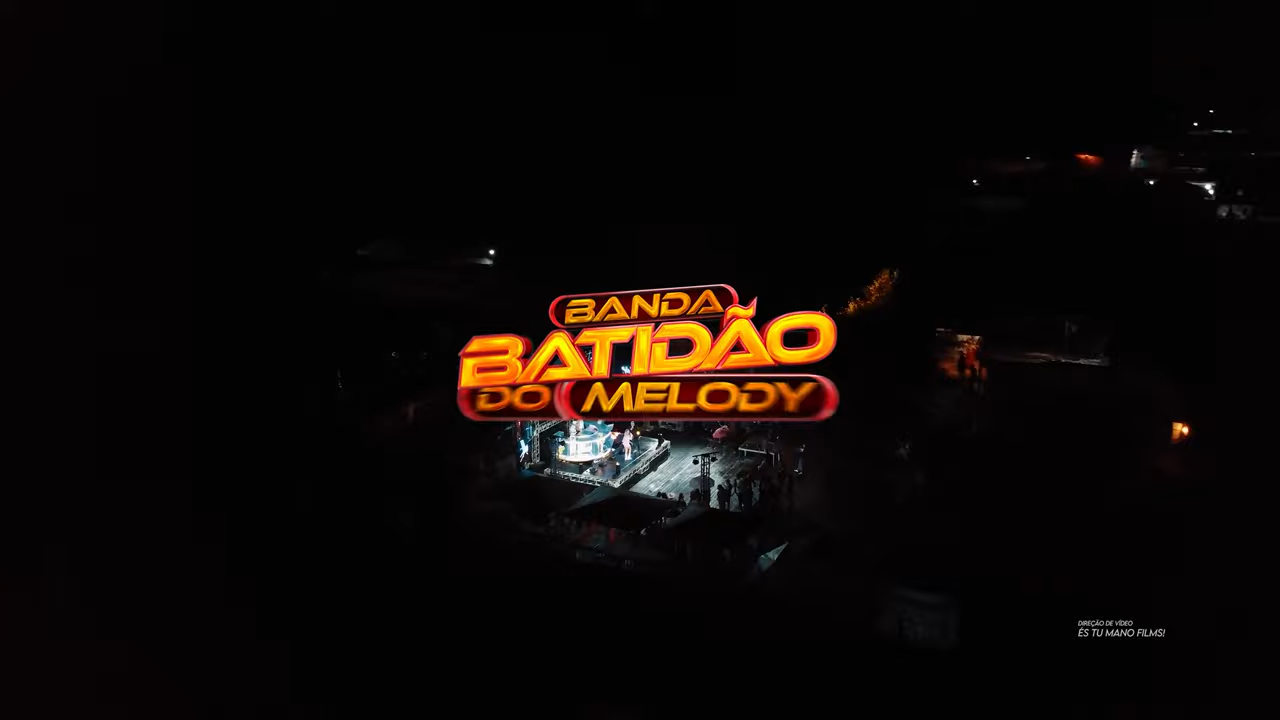 BANDA
BATIDÃO
DO MELODY
DIREÇÃO DE VÍDEO
ÉS TU MANO FILMS!